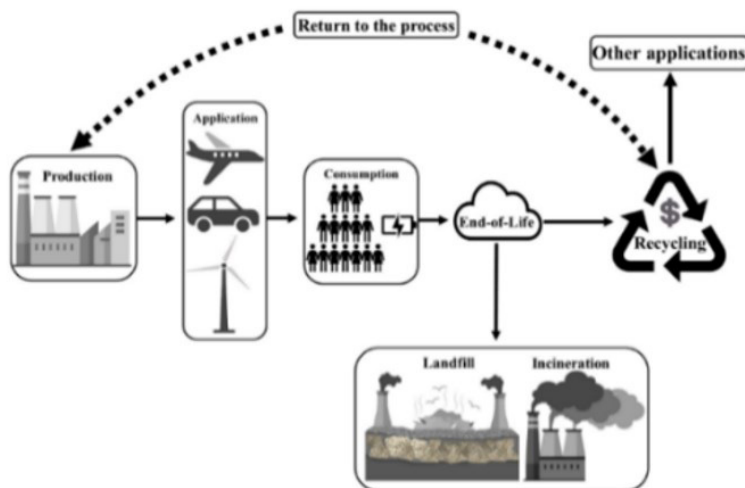 Return to the process
Other applications
Application
Production
Consumption
End-of-Life
$
Recycling
Landfill
Incineration